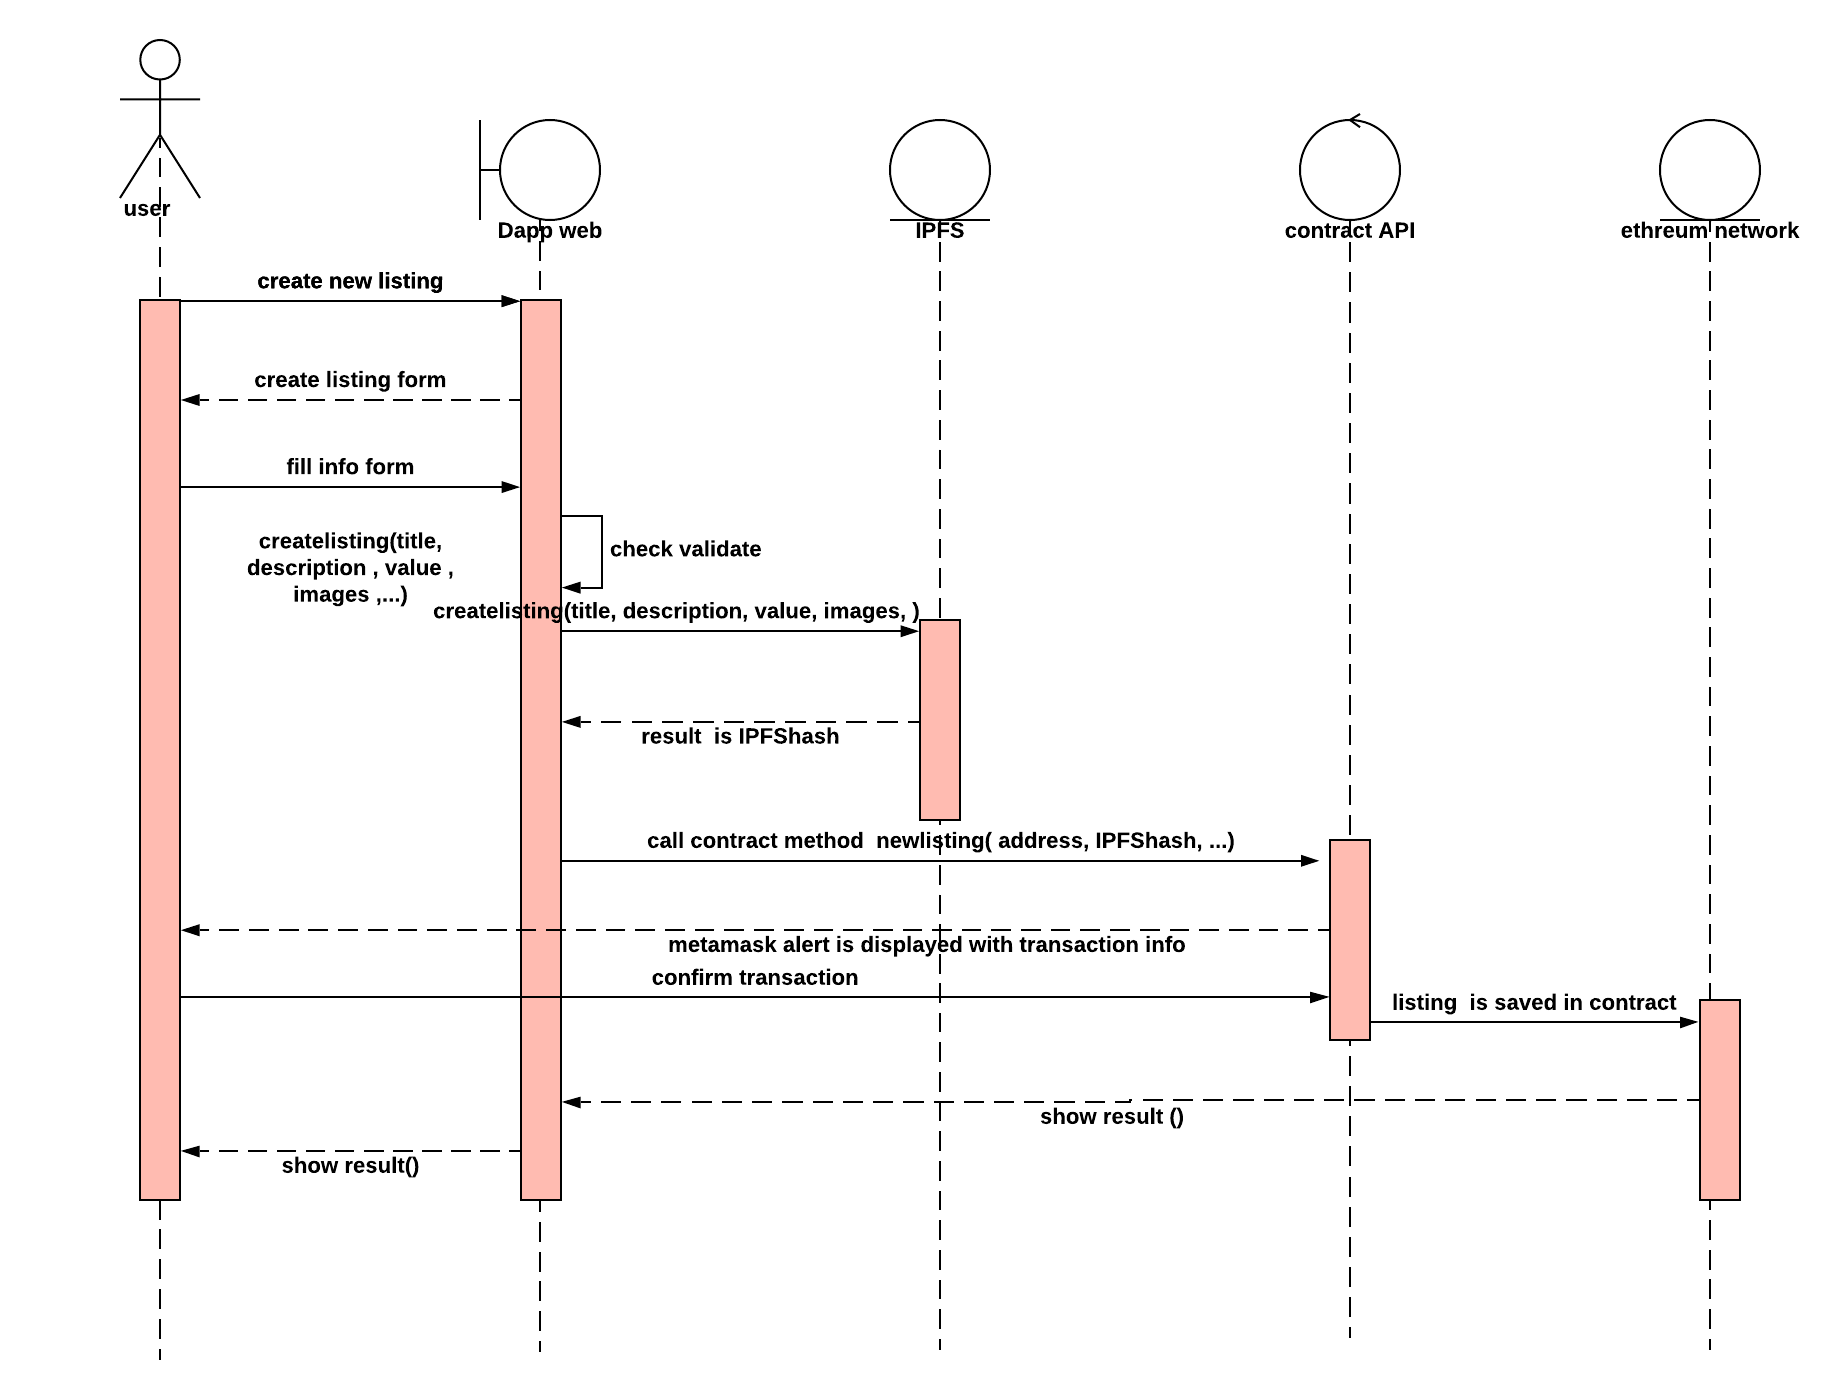 user
Dapp web
IPFS
contract API
ethreum network
create new listing
create listing form
fill info form
createlisting(title,
description , value ,
images ,...)
check validate
createlisting(title, description, value, images, )
result  is IPFShash
call contract method  newlisting( address, IPFShash, ...)
metamask alert is displayed with transaction info
confirm transaction
listing  is saved in contract
show result ()
show result()